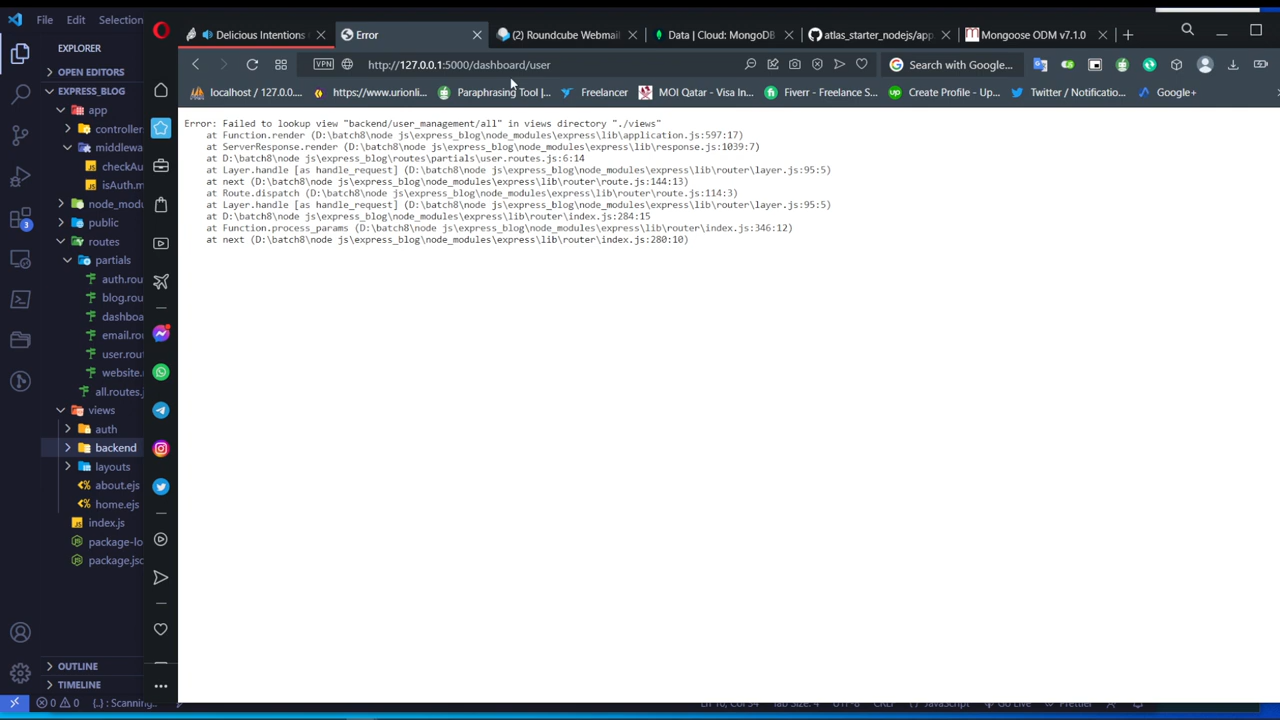 File
Edit
Selection
Delicious Intentions
Error
(2) Roundcube Webmail
Data | Cloud: MongoDB
atlas_starter_nodejs/app.
Mongoose ODM v7.1.0
EXPLORER
VPN
http://127.0.0.1:5000/dashboard/user
Search with Google...
OPEN EDITORS
localhost / 127.0....
https://www.urionli...
Paraphrasing Tool |...
Freelancer
MOI Qatar - Visa In...
Fiverr - Freelance S...
Create Profile - Up...
Twitter / Notificatio...
Google+
EXPRESS_BLOG
app
controller
middlewa
checkAu
isAuth.m
node_modu
public
routes
partials
auth.rou
blog.rou
dashboa
email.rou
user.rout
website.
all.routes.j
views
auth
backend
layouts
about.ejs
home.ejs
index.js
package-lo
package.jso
OUTLINE
TIMELINE
3
Error: Failed to lookup view "backend/user_management/all" in views directory "./views"
at Function.render (D:\batch8\node js\express_blog\node_modules\express\lib\application.js:597:17)
at ServerResponse.render (D:\batch8\node js\express_blog\node_modules\express\lib\response.js:1039:7)
at D:\batch8\node js\express_blog\routes\partials\user.routes.js:6:14
at Layer.handle [as handle_request] (D:\batch8\node js\express_blog\node_modules\express\lib\router\layer.js:95:5)
at next (D:\batch8\node js\express_blog\node_modules\express\lib\router\route.js:144:13)
at Route.dispatch (D:\batch8\node js\express_blog\node_modules\express\lib\router\route.js:114:3)
at Layer.handle [as handle_request] (D:\batch8\node js\express_blog\node_modules\express\lib\router\layer.js:95:5)
at D:\batch8\node js\express_blog\node_modules\express\lib\router\index.js:284:15
at Function.process_params (D:\batch8\node js\express_blog\node_modules\express\lib\router\index.js:346:12)
at next (D:\batch8\node js\express_blog\node_modules\express\lib\router\index.js:280:10)
0 0 {..} : Scanning..